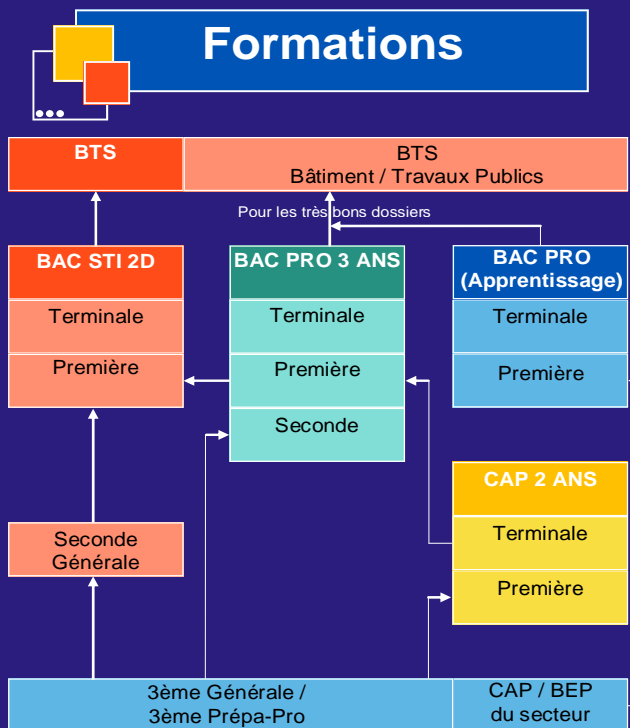 Formations
BTS
BTS
Bâtiment / Travaux Publics
Pour les très bons dossiers
BAC STI 2D
Terminale
Première
Seconde
Générale
BAC PRO 3 ANS
Terminale
Première
Seconde
BAC PRO
(Apprentissage)
Terminale
Première
CAP 2 ANS
Terminale
Première
3ème Générale /
3ème Prépa-Pro
CAP / BEP
du secteur